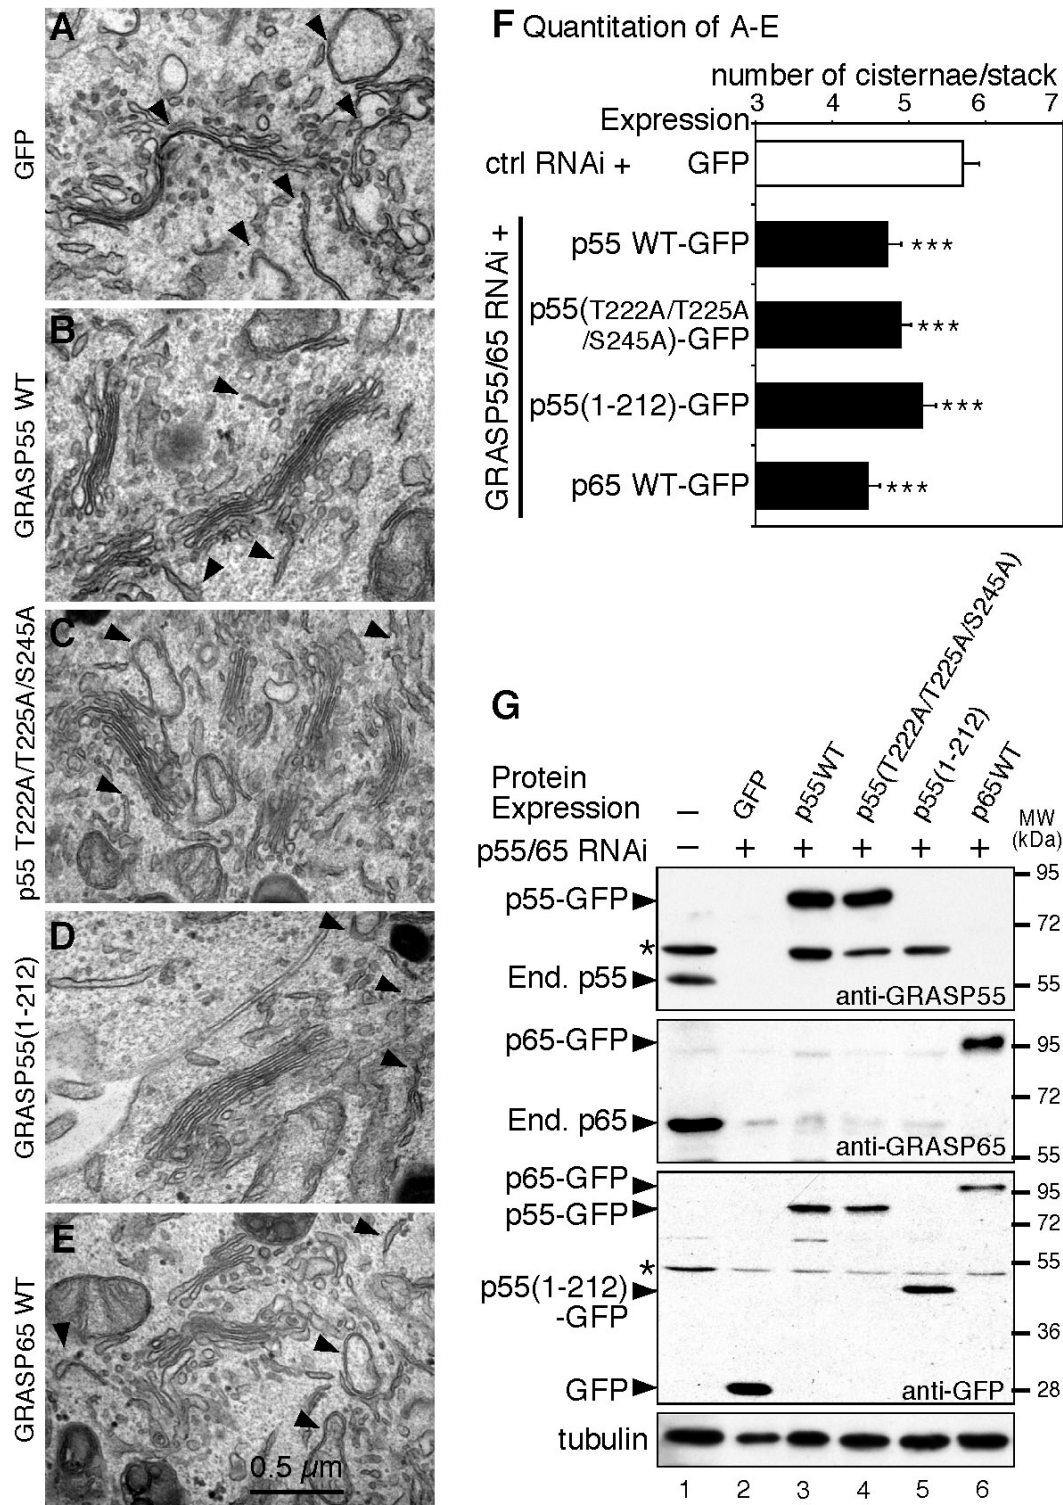 A
GFP
B
GRASP55 WT
C
p55 T222A/T225A/S245A
D
GRASP55(1-212)
E
GRASP65 WT
0.5 μm
F Quantitation of A-E
number of cisternae/stack
3 4 5 6 7
Expression
ctrl RNAi + GFP
GRASP55/65 RNAi +
p55 WT-GFP ***
p55(T222A/T225A
/S245A)-GFP ***
p55(1-212)-GFP ***
p65 WT-GFP ***
G
Protein
Expression – GFP p55WT p55(T222A/T225A/S245A) p55(1-212) p65WT
MW
(kDa)
p55/65 RNAi – + + + + +
95
p55-GFP
72
*
End. p55
55
anti-GRASP55
p65-GFP
95
72
End. p65
anti-GRASP65
55
p65-GFP
95
p55-GFP
72
55
*
p55(1-212)
-GFP
36
GFP
28
anti-GFP
tubulin
1 2 3 4 5 6